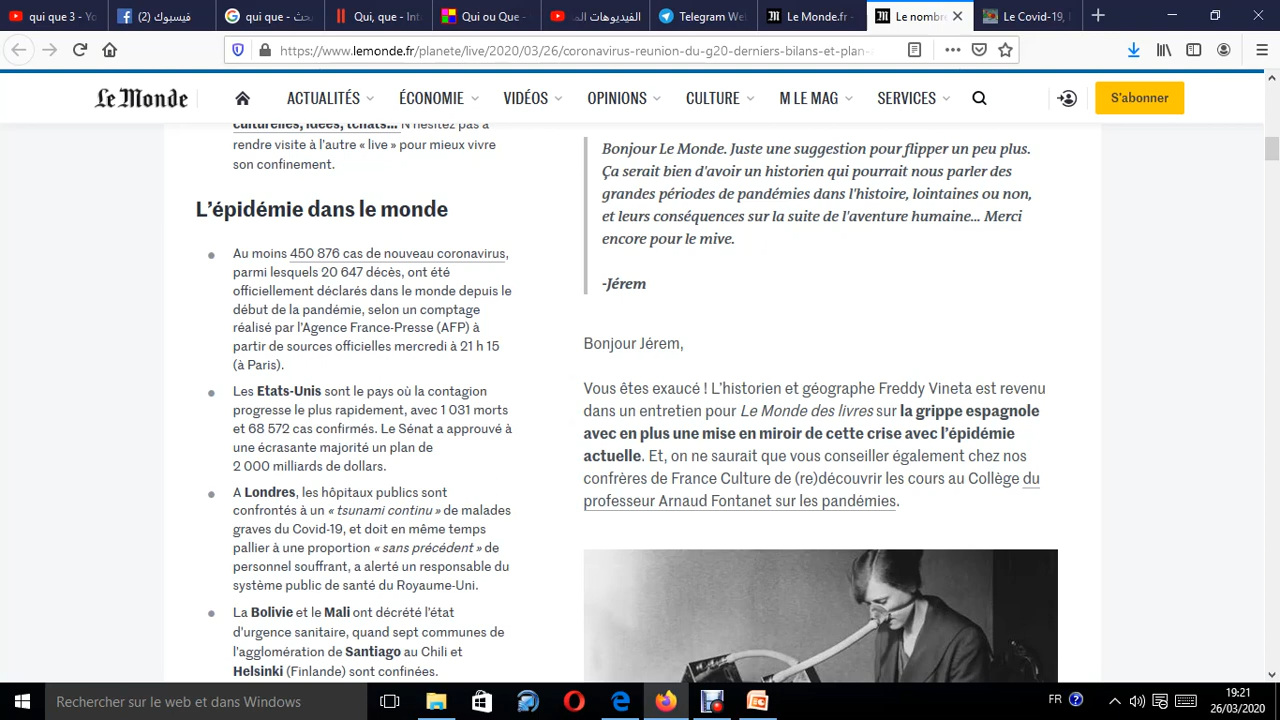 qui que 3 - Yo
(2) فيسبوك
qui que - بحث
Qui, que - Int
Qui ou Que -
الفيديوهات الم
Telegram We
Le Monde.fr -
Le nombre
Le Covid-19, l
https://www.lemonde.fr/planete/live/2020/03/26/coronavirus-reunion-du-g20-derniers-bilans-et-plan-
Le Monde
ACTUALITÉS
ÉCONOMIE
VIDÉOS
OPINIONS
CULTURE
M LE MAG
SERVICES
S'abonner
culturelles, idées, tchats… N'hésitez pas à
rendre visite à l'autre « live » pour mieux vivre
son confinement.
L'épidémie dans le monde
Au moins 450 876 cas de nouveau coronavirus,
parmi lesquels 20 647 décès, ont été
officiellement déclarés dans le monde depuis le
début de la pandémie, selon un comptage
réalisé par l'Agence France-Presse (AFP) à
partir de sources officielles mercredi à 21 h 15
(à Paris).
Les Etats-Unis sont le pays où la contagion
progresse le plus rapidement, avec 1 031 morts
et 68 572 cas confirmés. Le Sénat a approuvé à
une écrasante majorité un plan de
2 000 milliards de dollars.
A Londres, les hôpitaux publics sont
confrontés à un « tsunami continu » de malades
graves du Covid-19, et doit en même temps
pallier à une proportion « sans précédent » de
personnel souffrant, a alerté un responsable du
système public de santé du Royaume-Uni.
La Bolivie et le Mali ont décrété l'état
d'urgence sanitaire, quand sept communes de
l'agglomération de Santiago au Chili et
Helsinki (Finlande) sont confinées.
Bonjour Le Monde. Juste une suggestion pour flipper un peu plus.
Ça serait bien d'avoir un historien qui pourrait nous parler des
grandes périodes de pandémies dans l'histoire, lointaines ou non,
et leurs conséquences sur la suite de l'aventure humaine... Merci
encore pour le mive.
-Jérem
Bonjour Jérem,
Vous êtes exaucé ! L'historien et géographe Freddy Vineta est revenu
dans un entretien pour Le Monde des livres sur la grippe espagnole
avec en plus une mise en miroir de cette crise avec l'épidémie
actuelle. Et, on ne saurait que vous conseiller également chez nos
confrères de France Culture de (re)découvrir les cours au Collège du
professeur Arnaud Fontanet sur les pandémies.
Rechercher sur le web et dans Windows
FR
19:21
26/03/2020